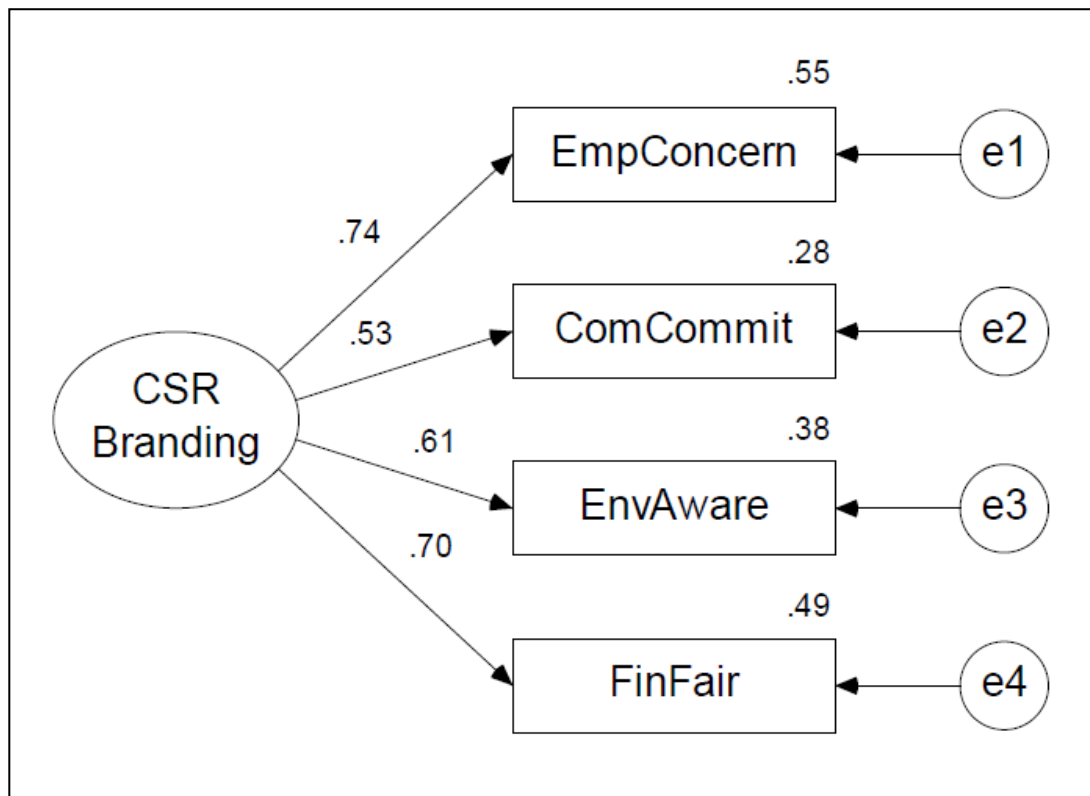 .55
EmpConcern
e1
.74
.28
.53
ComCommit
e2
CSR
Branding
.38
.61
EnvAware
e3
.70
.49
FinFair
e4